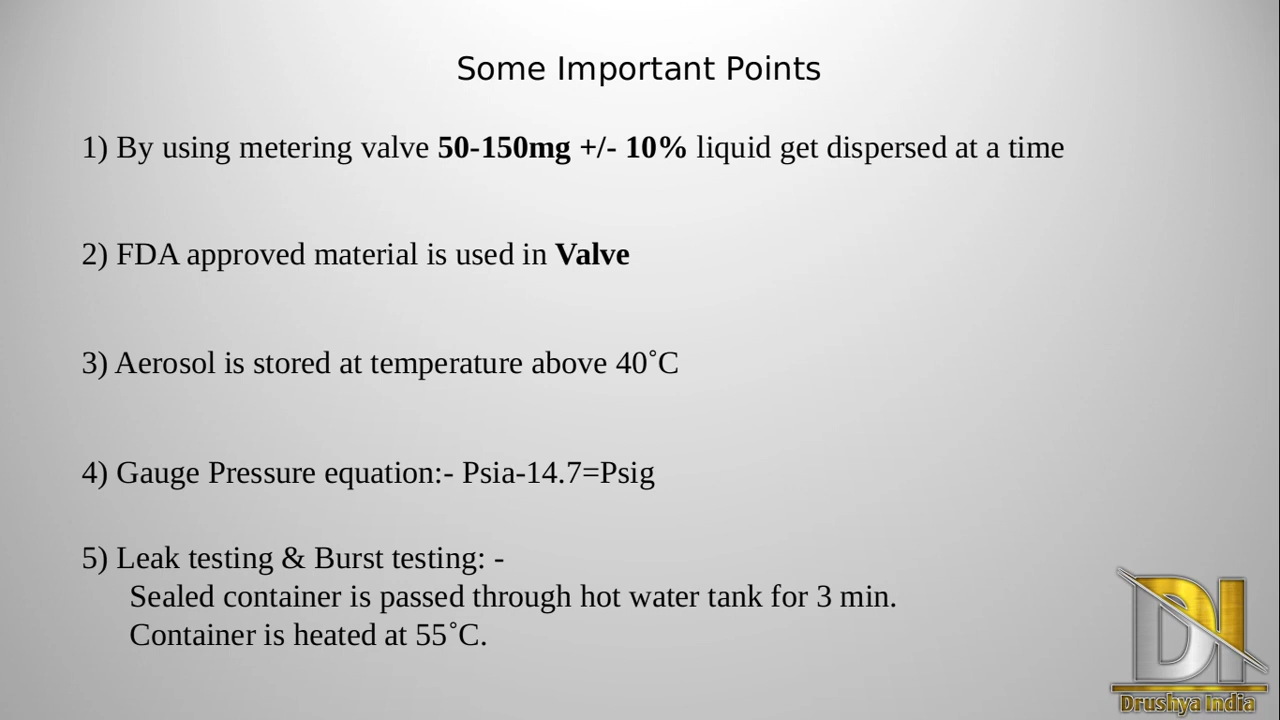 Some Important Points
1) By using metering valve 50-150mg +/- 10% liquid get dispersed at a time
2) FDA approved material is used in Valve
3) Aerosol is stored at temperature above 40˚C
4) Gauge Pressure equation:- Psia-14.7=Psig
5) Leak testing & Burst testing: -
Sealed container is passed through hot water tank for 3 min.
Container is heated at 55˚C.
DI
Drushya India